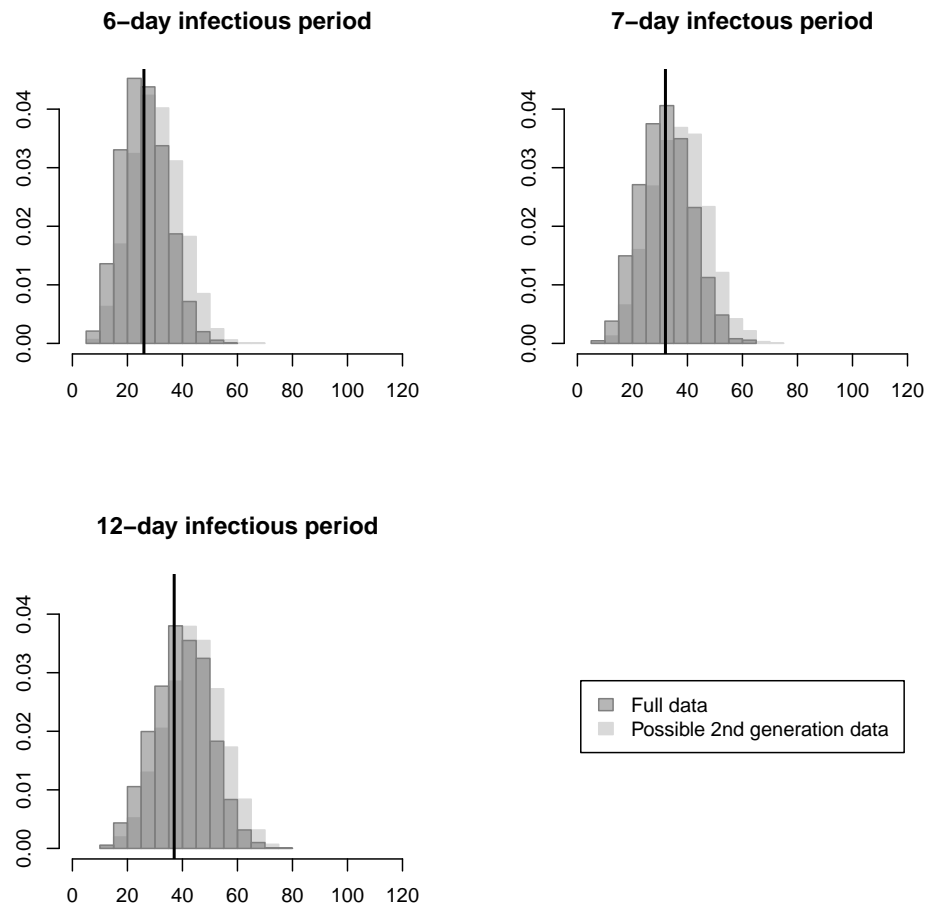 6−day infectious period
7−day infectous period
0.00 0.01 0.02 0.03 0.04
0 20 40 60 80 100 120
0.00 0.01 0.02 0.03 0.04
0 20 40 60 80 100 120
12−day infectious period
0.00 0.01 0.02 0.03 0.04
0 20 40 60 80 100 120
Full data
Possible 2nd generation data